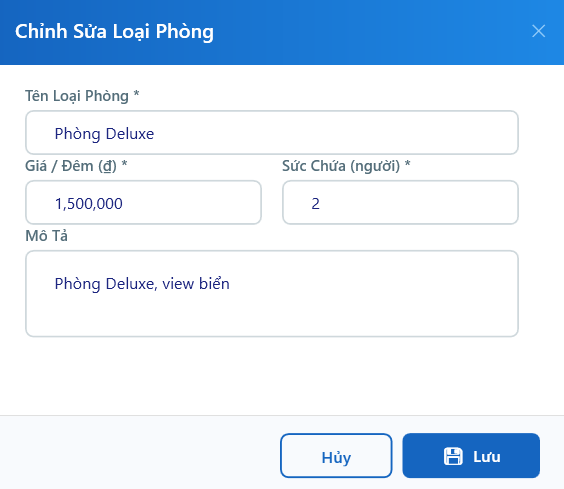 Chỉnh Sửa Loại Phòng
Tên Loại Phòng *
Phòng Deluxe
Giá / Đêm (₫) *
Sức Chứa (người) *
1,500,000
2
Mô Tả
Phòng Deluxe, view biển
Hủy
Lưu